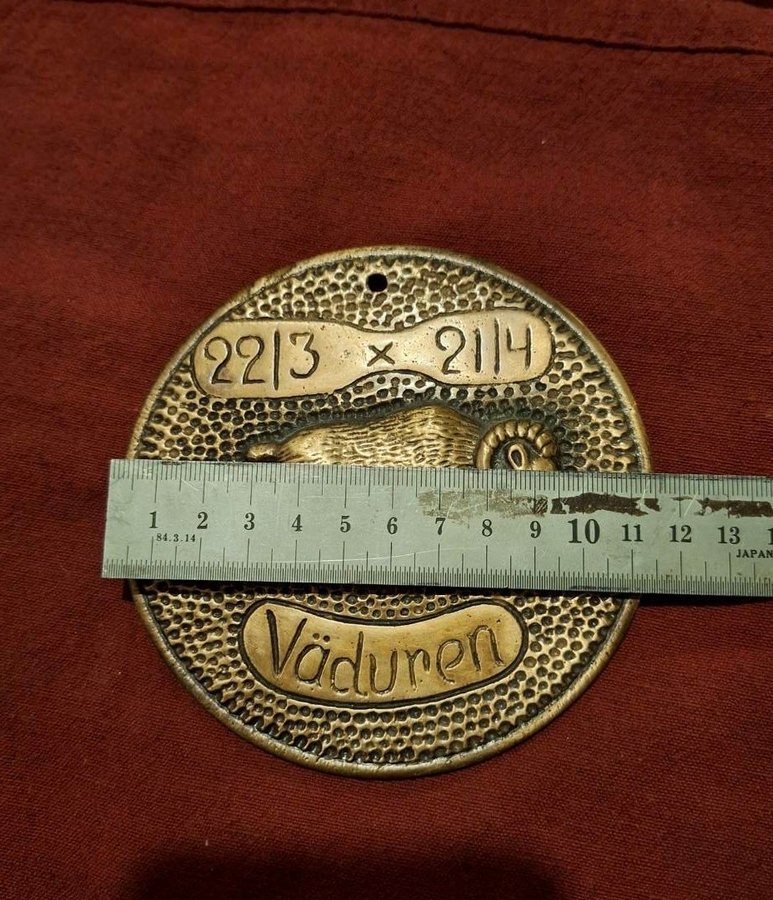 22|3 x 21|4
1 2 3 4 5 6 7 8 9 10 11 12 13
84.3.14
JAPAN
Väduren